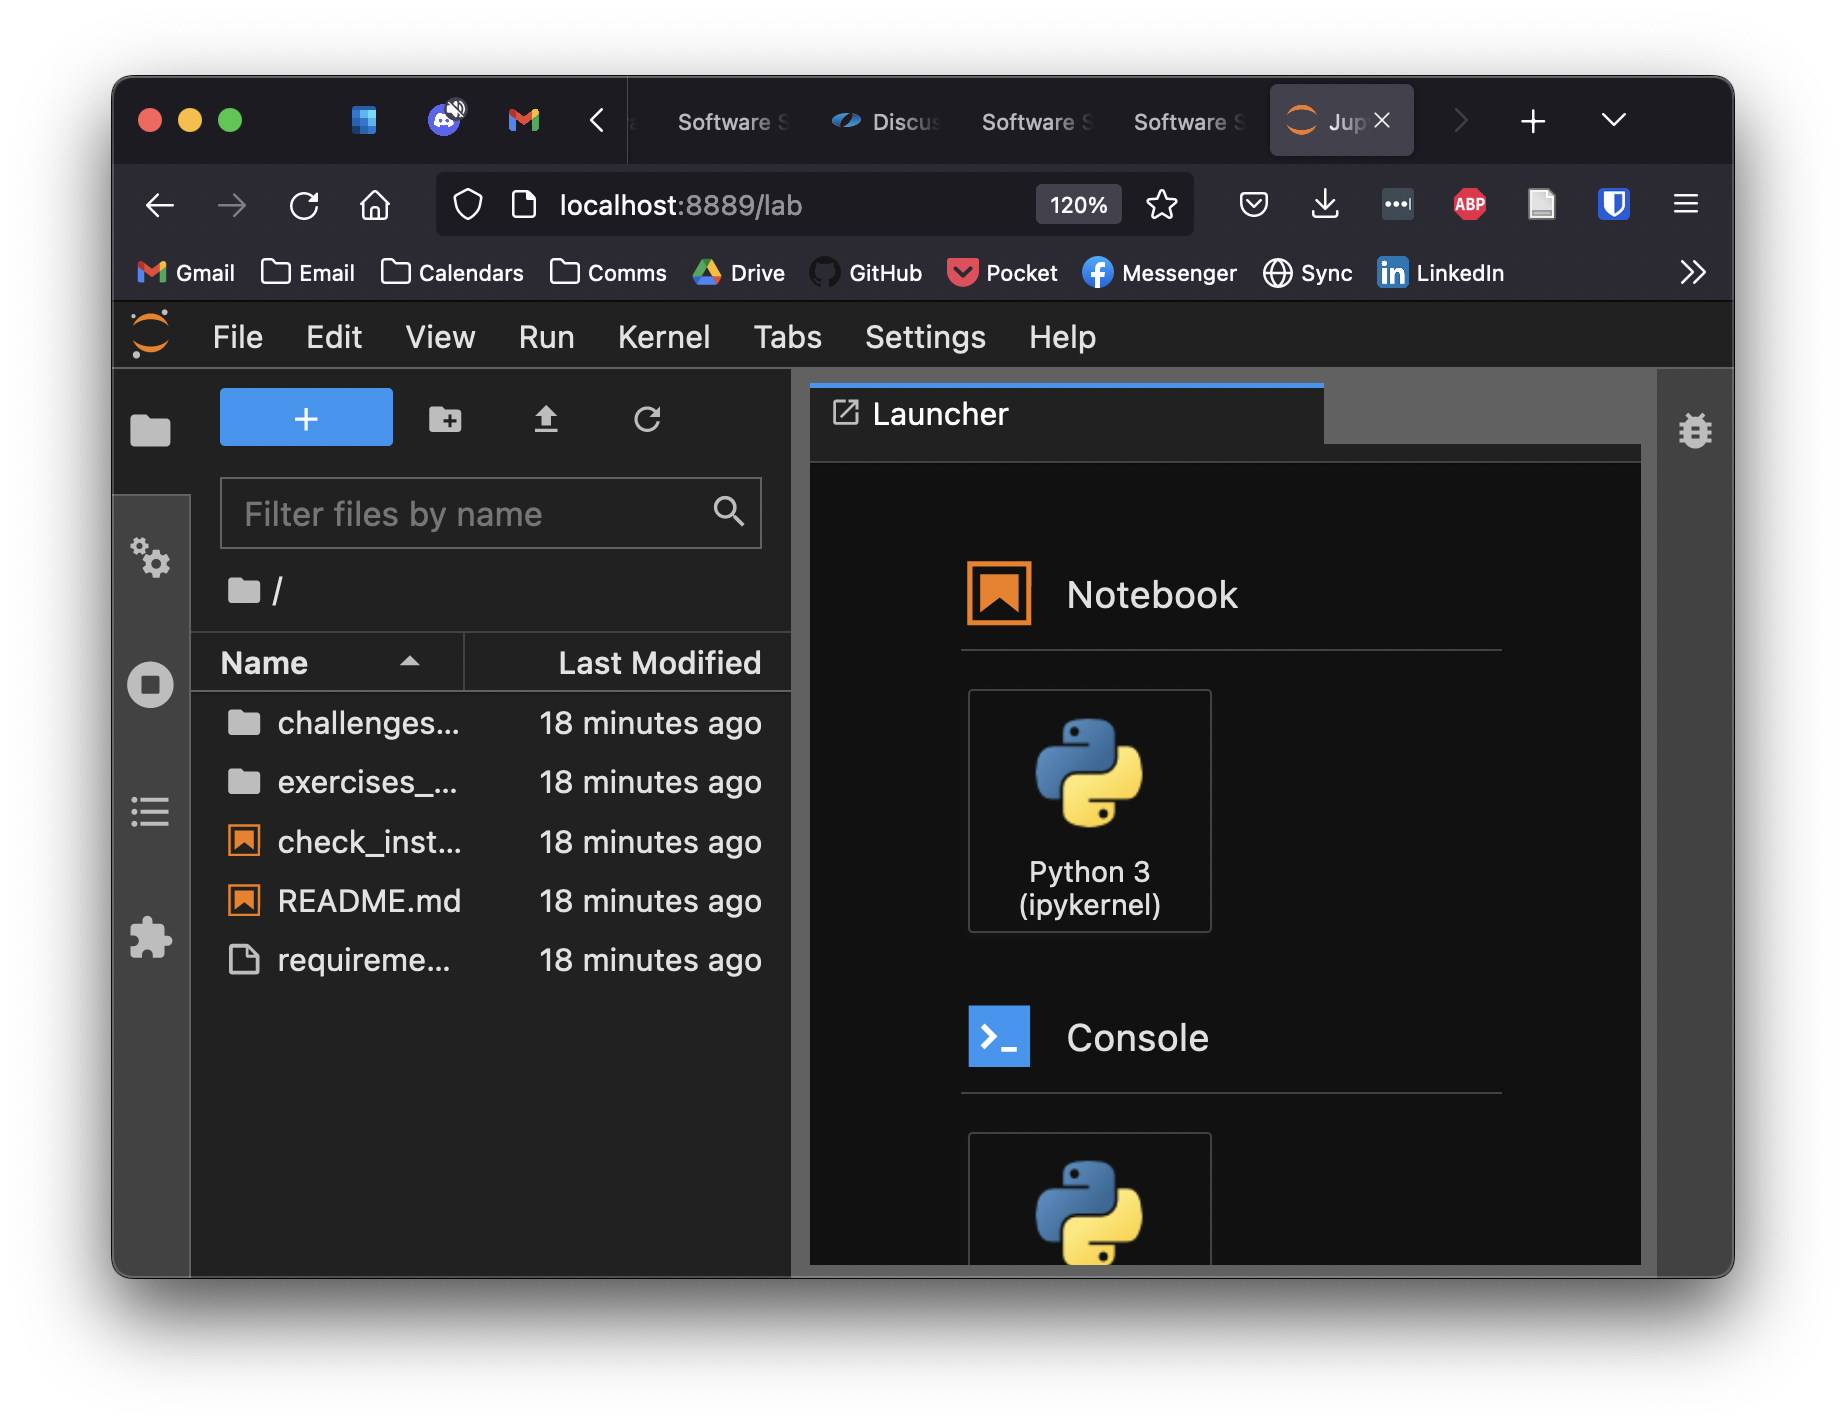 Software S Discus Software S Software S Jup
localhost:8889/lab 120% ABP
Gmail Email Calendars Comms Drive GitHub Pocket Messenger Sync LinkedIn
File Edit View Run Kernel Tabs Settings Help
Launcher
Filter files by name
/
Name Last Modified
challenges... 18 minutes ago
exercises_... 18 minutes ago
check_inst... 18 minutes ago
README.md 18 minutes ago
requireme... 18 minutes ago
Notebook
Python 3
(ipykernel)
Console